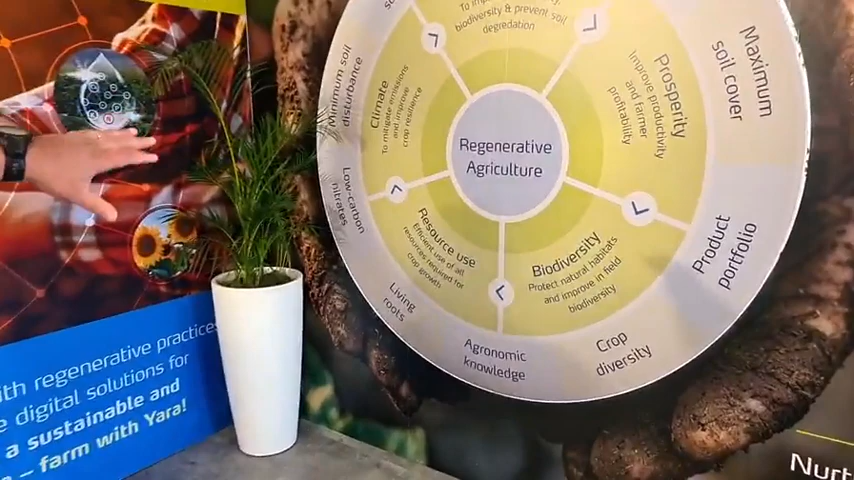 To improve
biodiversity & prevent soil
degradation
soil
Minimum soil
disturbance
Climate
To mitigate emissions
and improve
crop resilience
Prosperity
Improve productivity
and farmer
profitability
Maximum
soil cover
Regenerative
Agriculture
Low-carbon
nitrates
Resource Use
Efficient use of all
resources required for
crop growth
Biodiversity
Protect natural habitats
and improve field
biodiversity
Product
portfolio
Living
roots
Agronomic
knowledge
Crop
diversity
ith regenerative practices
digital solutions for
a sustainable and
– farm with Yara!
Nurt